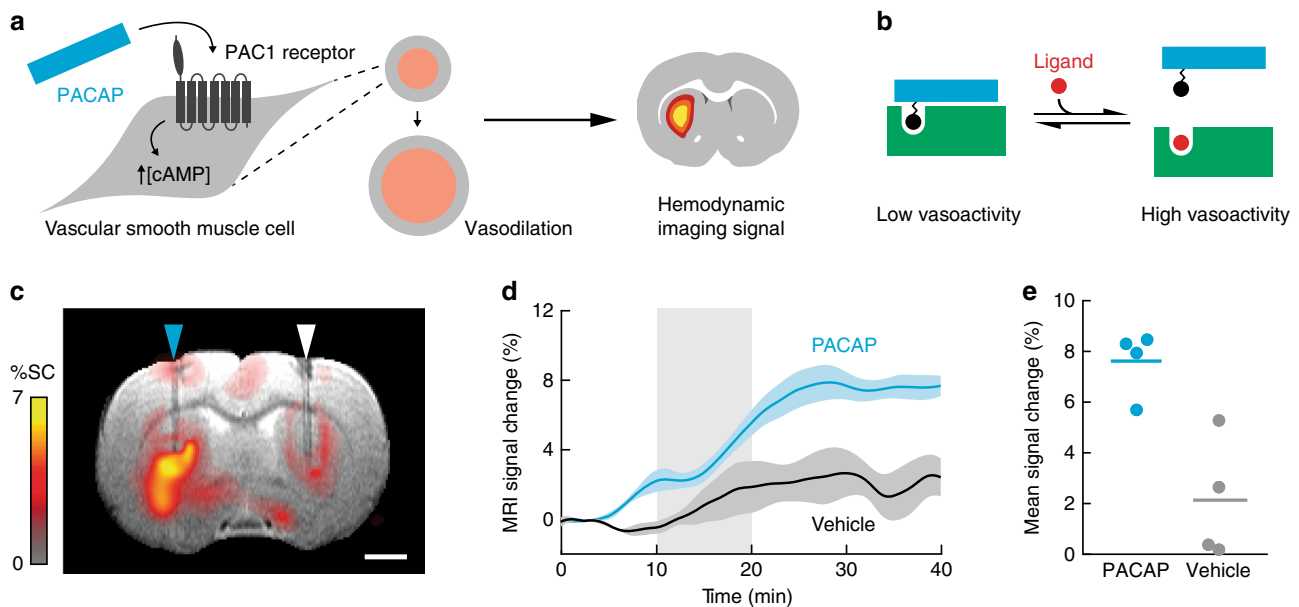 a
PACAP
PAC1 receptor
↑[cAMP]
Vascular smooth muscle cell
Vasodilation
Hemodynamic
imaging signal
b
Ligand
Low vasoactivity
High vasoactivity
c
%SC
7
0
d
MRI signal change (%)
12
8
4
0
PACAP
Vehicle
0
10
20
30
40
Time (min)
e
Mean signal change (%)
10
8
6
4
2
0
PACAP
Vehicle